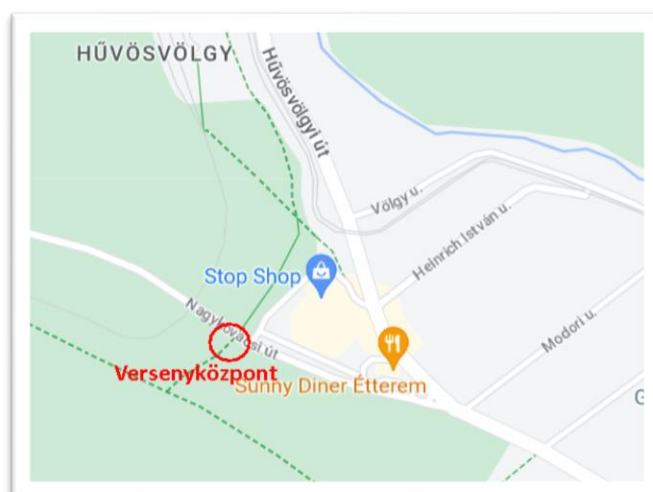 HŰVÖSVÖLGY
Hűvösvölgyi út
Völgy u.
Heinrich István u.
Stop Shop
Nagykovácsi út
Modori u.
Versenyközpont
Sunny Diner Étterem
G